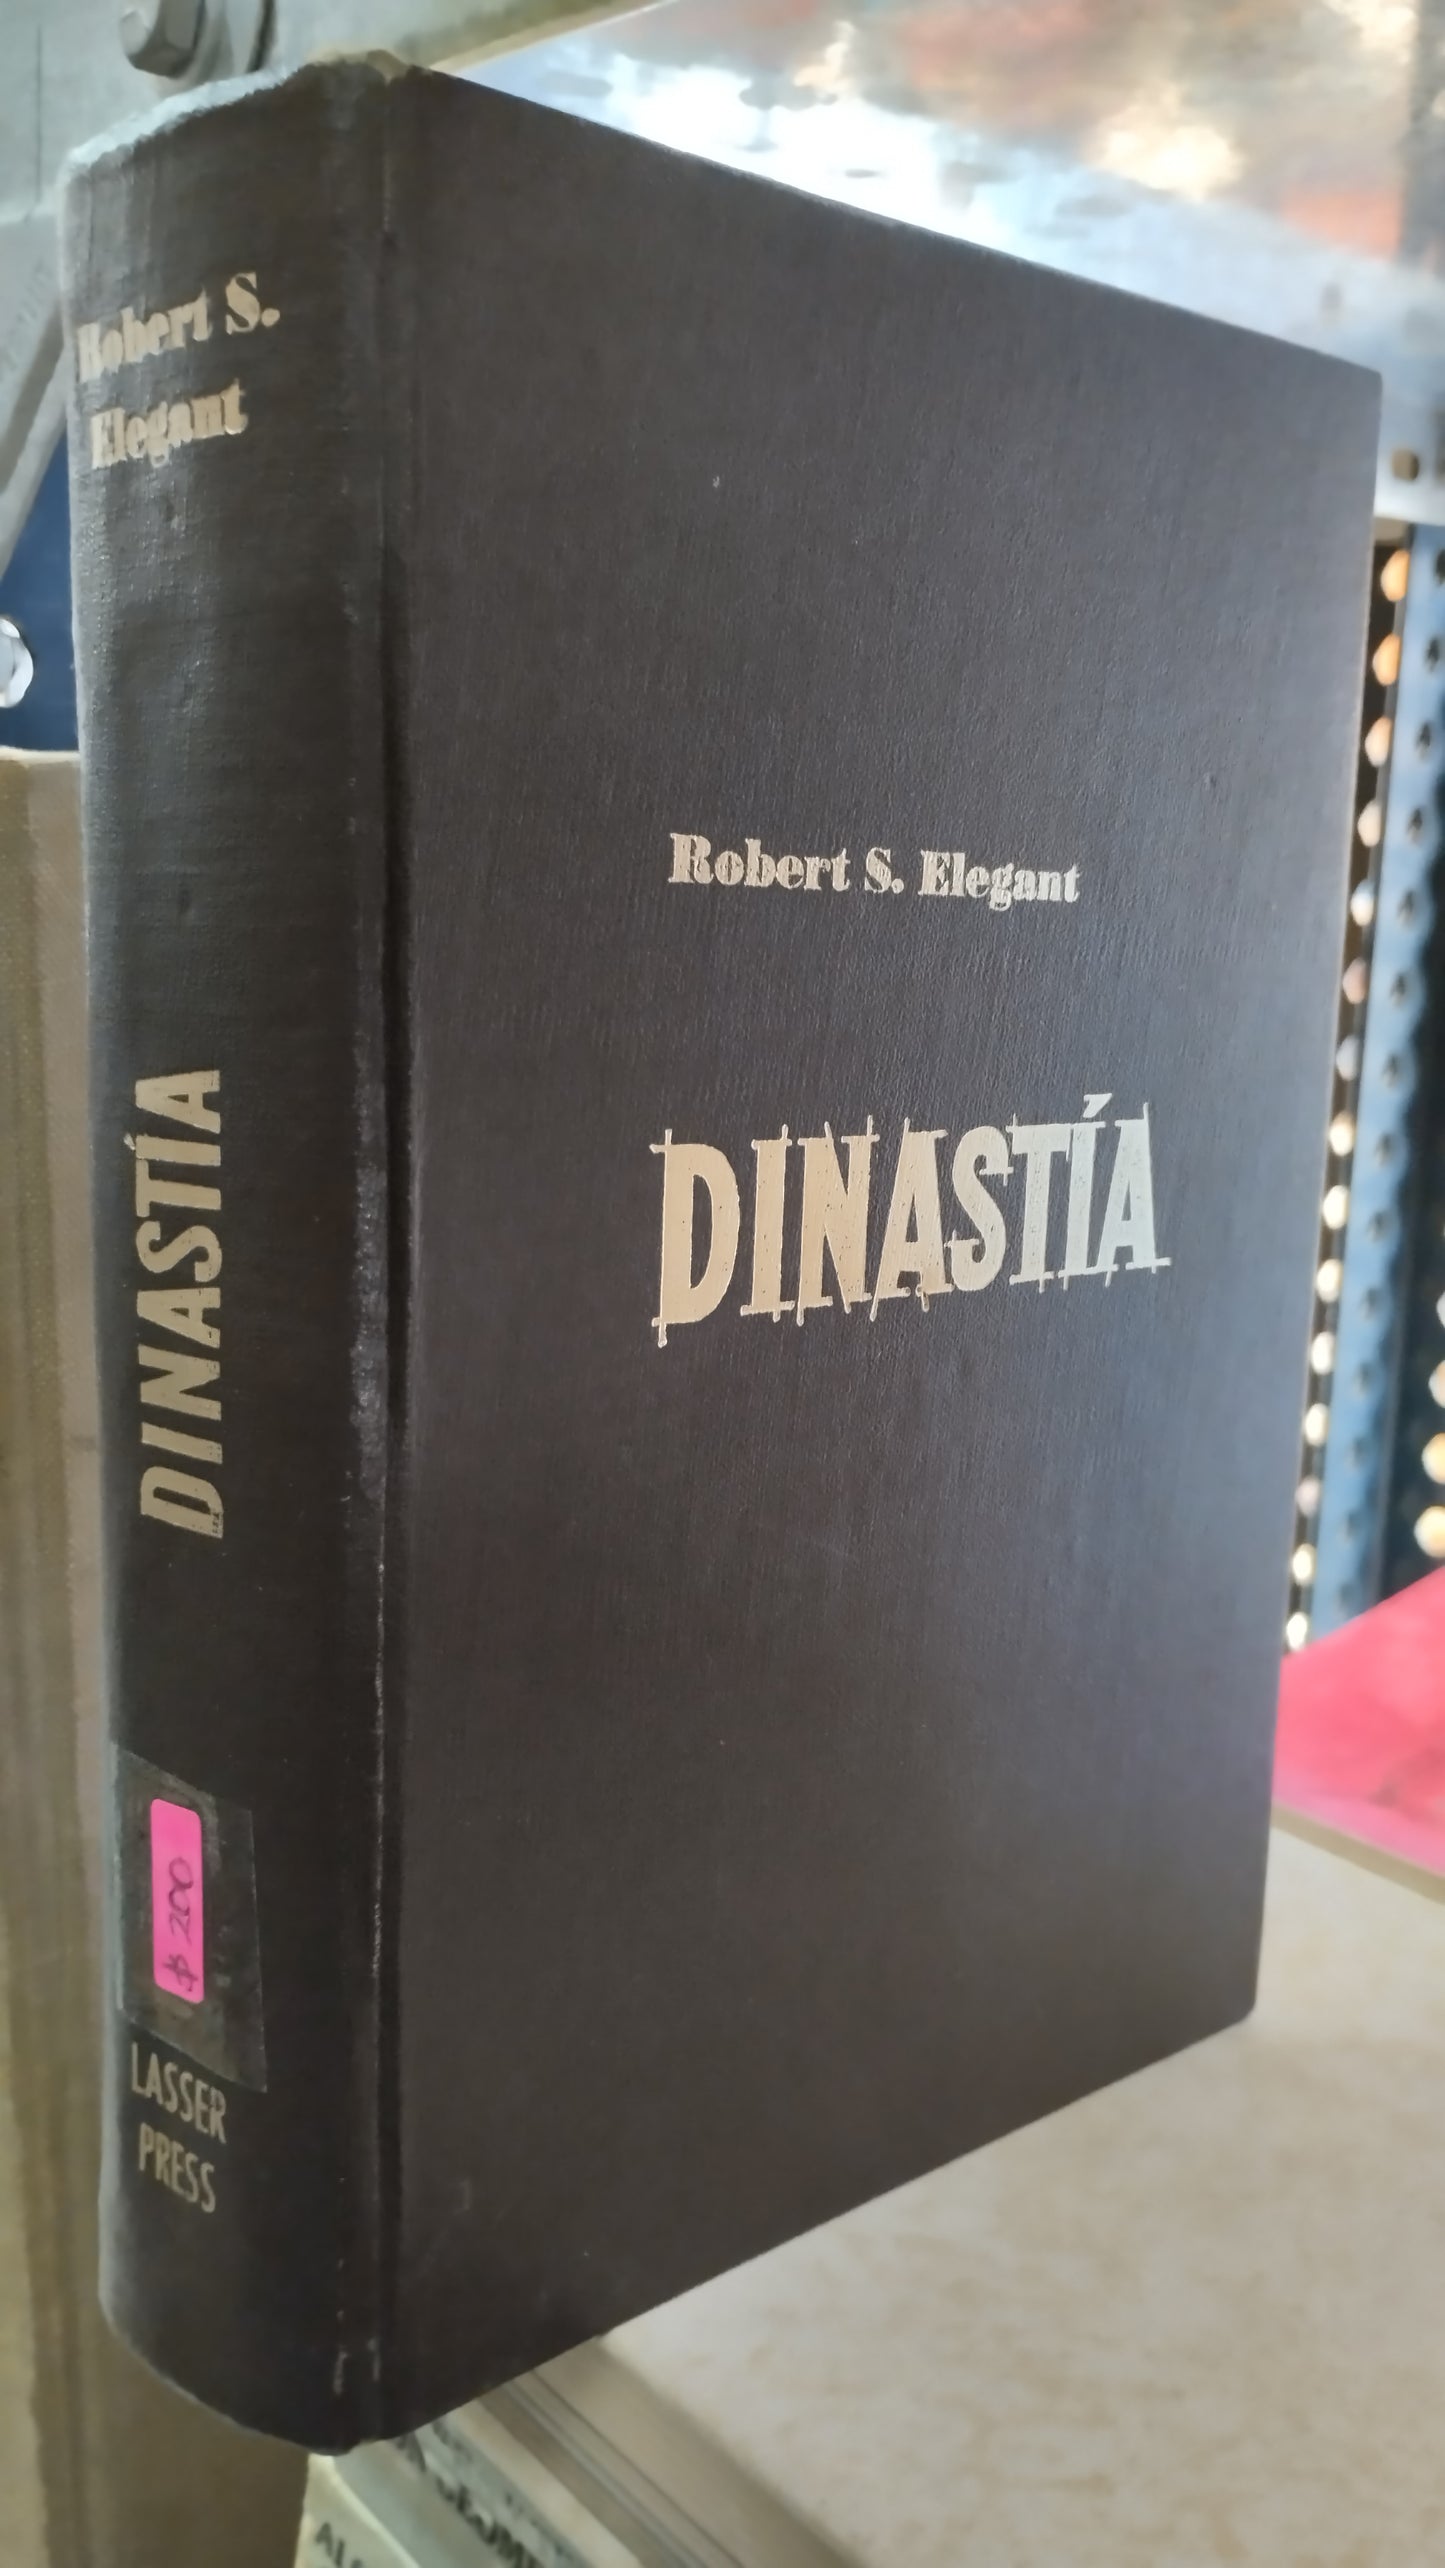 Robert S.
Elegant
DINASTÍA
$ 200
LASSER
PRESS
Robert S. Elegant
DINASTÍA